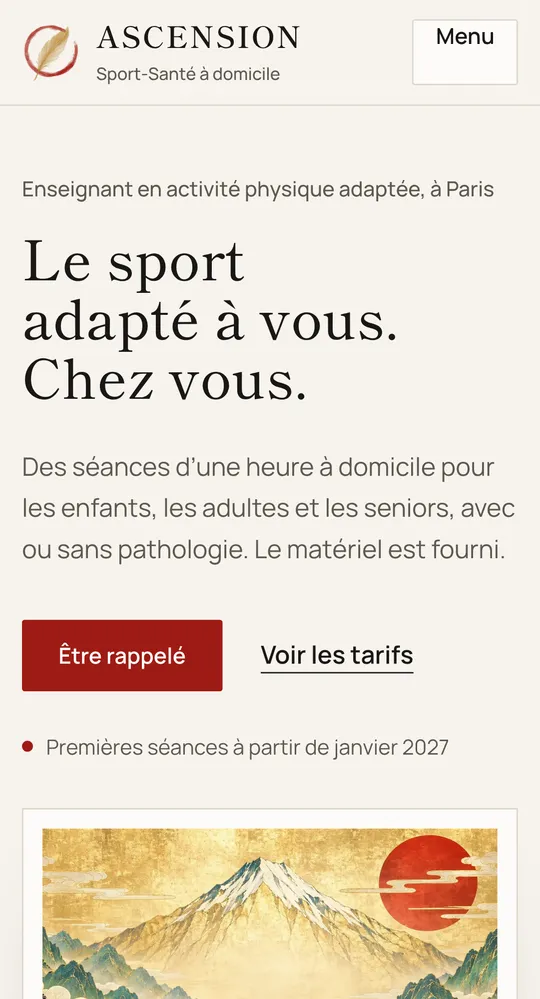 ASCENSION
Sport-Santé à domicile
Menu
Enseignant en activité physique adaptée, à Paris
Le sport
adapté à vous.
Chez vous.
Des séances d’une heure à domicile pour
les enfants, les adultes et les seniors, avec
ou sans pathologie. Le matériel est fourni.
Être rappelé
Voir les tarifs
Premières séances à partir de janvier 2027